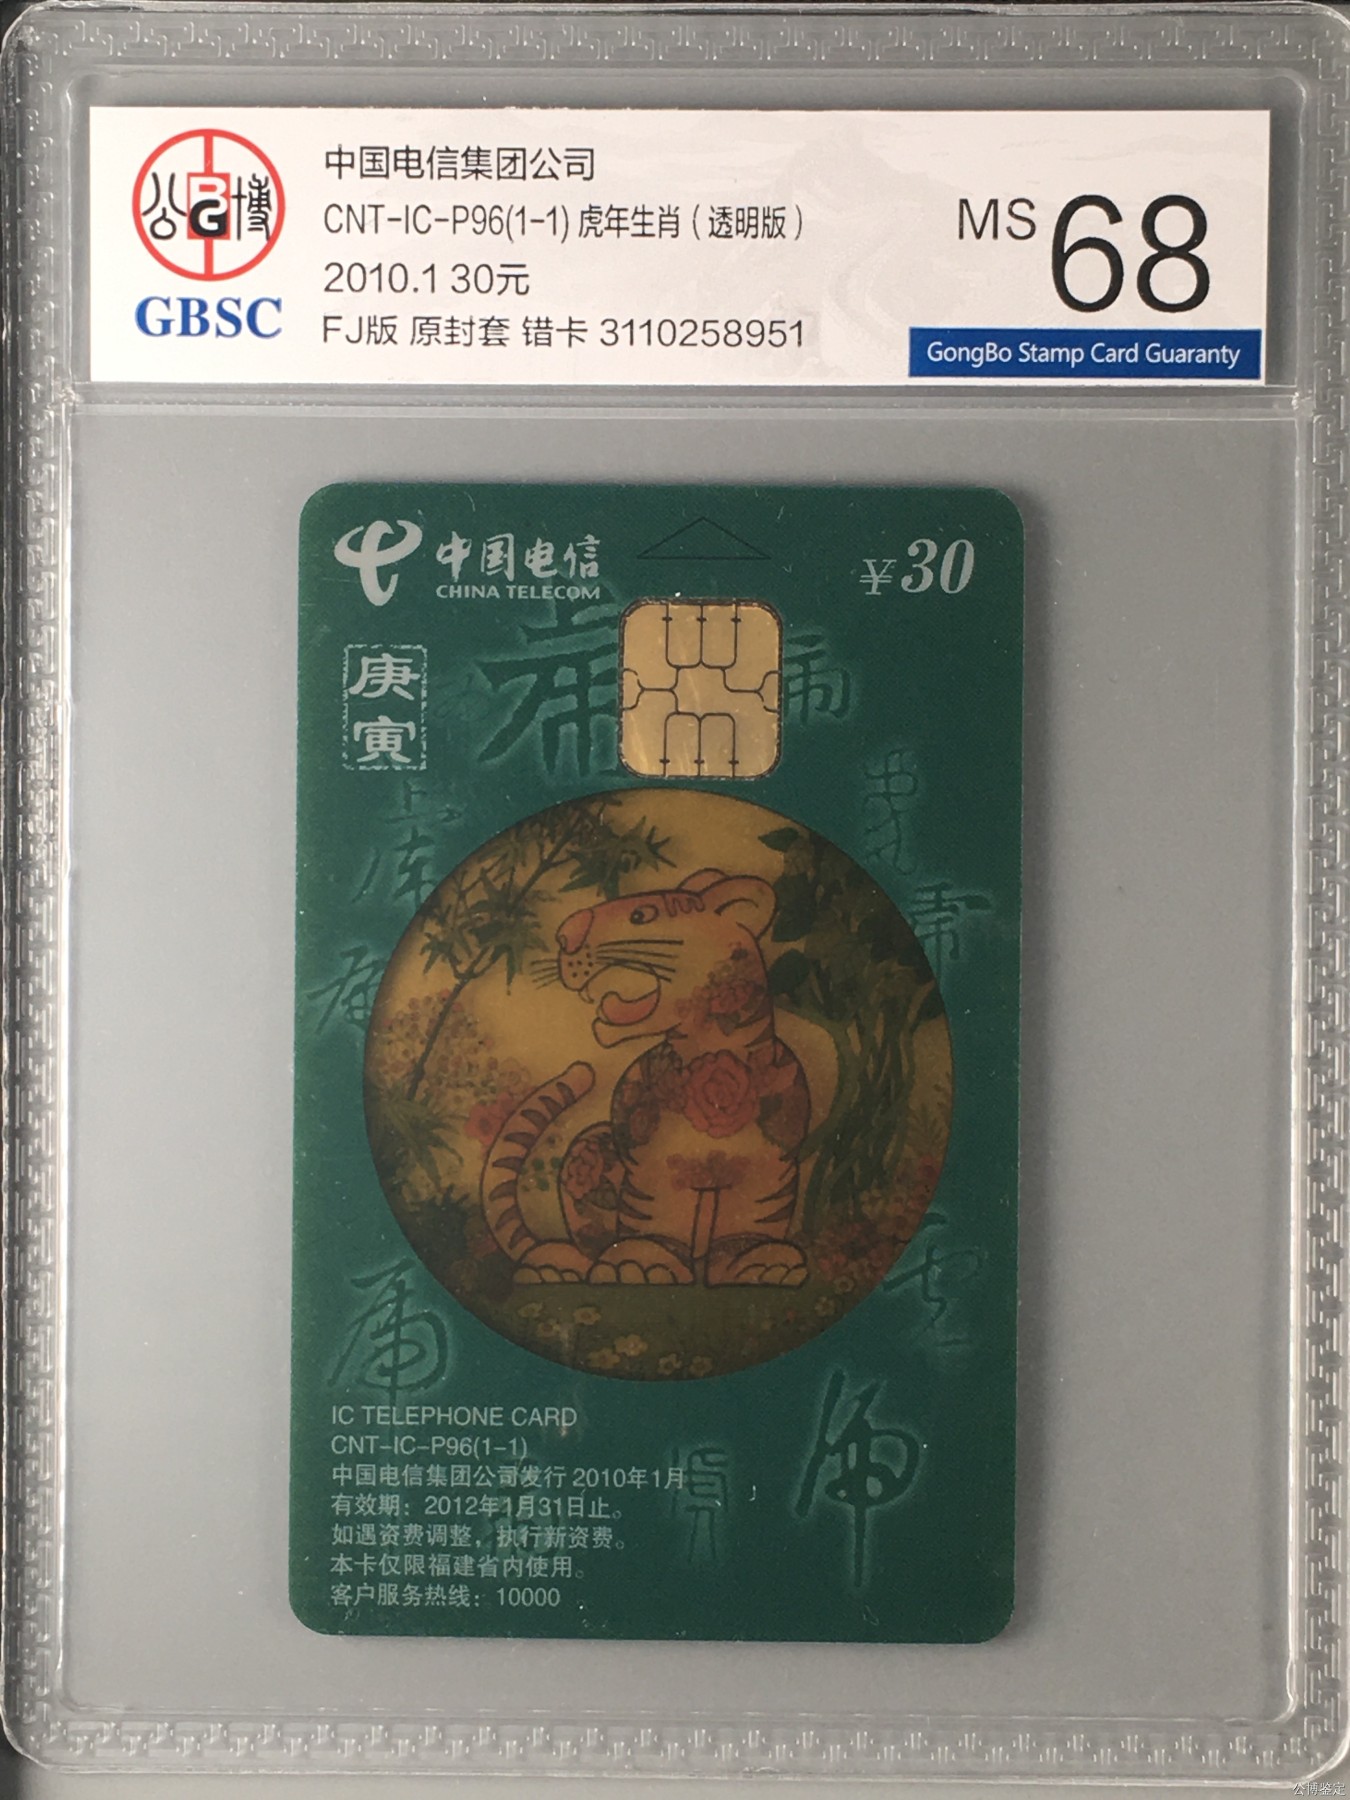 公博
BG
GBSC
中国电信集团公司
CNT-IC-P96(1-1) 虎年生肖(透明版)
2010.1 30元
FJ版 原封套 错卡 3110258951
MS 68
GongBo Stamp Card Guaranty
中国电信
CHINA TELECOM
¥30
庚寅
IC TELEPHONE CARD
CNT-IC-P96(1-1)
中国电信集团公司发行 2010年1月
有效期：2012年1月31日止。
如遇资费调整，执行新资费。
本卡仅限福建省内使用。
客户服务热线：10000
公博鉴定